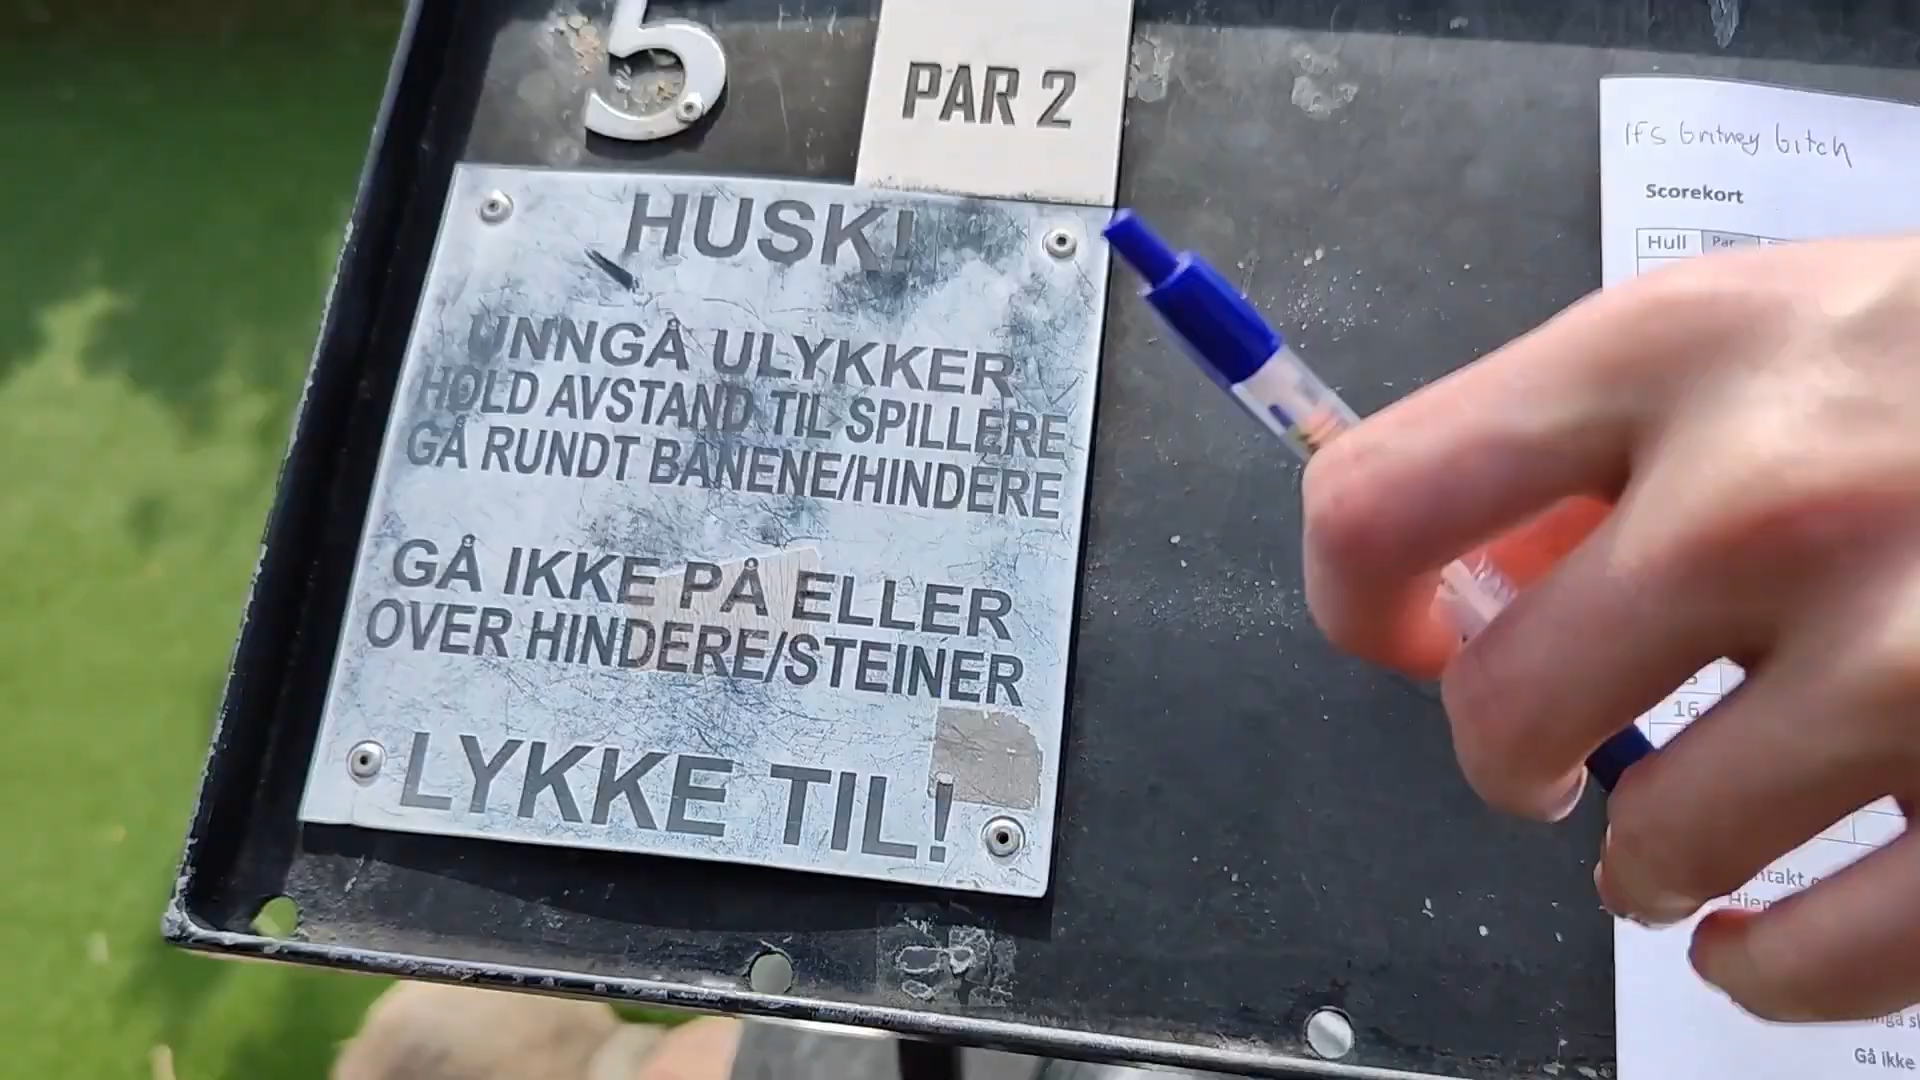 5
PAR 2
HUSK!
UNNGÅ ULYKKER
HOLD AVSTAND TIL SPILLERE
GÅ RUNDT BANENE/HINDERE
GÅ IKKE PÅ ELLER
OVER HINDERE/STEINER
LYKKE TIL!
IFS britney bitch
Scorekort
Hull Par
16
Gå ikke